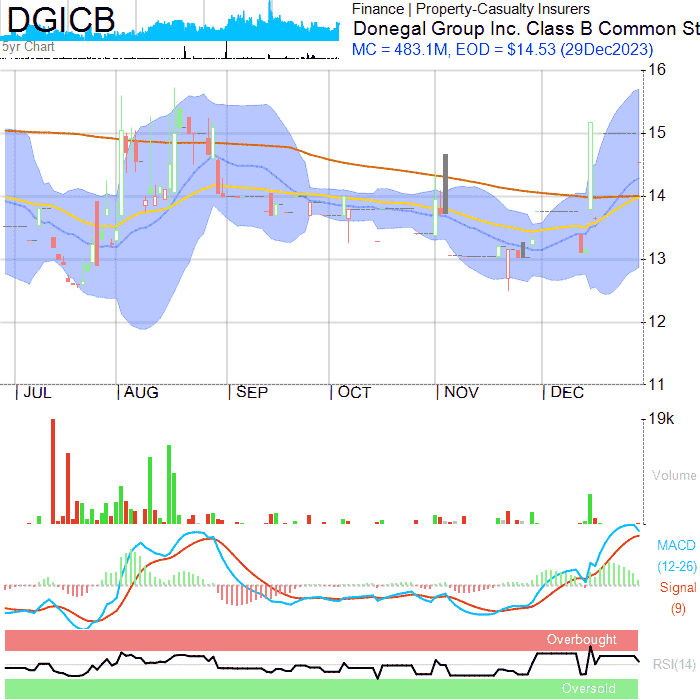 DGICB
Finance | Property-Casualty Insurers
Donegal Group Inc. Class B Common St
5yr Chart
MC = 483.1M, EOD = $14.53 (29Dec2023)
16
15
14
13
12
11
JUL AUG SEP OCT NOV DEC
19k
Volume
MACD
(12-26)
Signal
(9)
Overbought
RSI(14)
Oversold